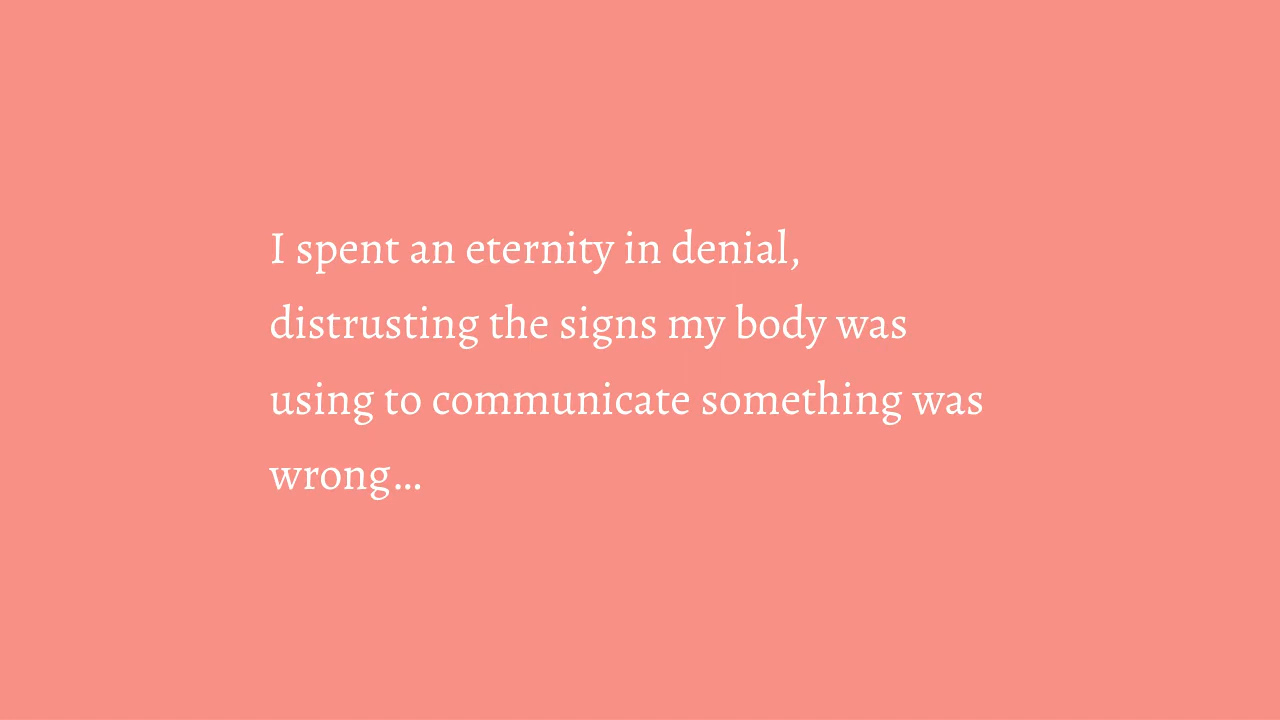 I spent an eternity in denial,
distrusting the signs my body was
using to communicate something was
wrong...